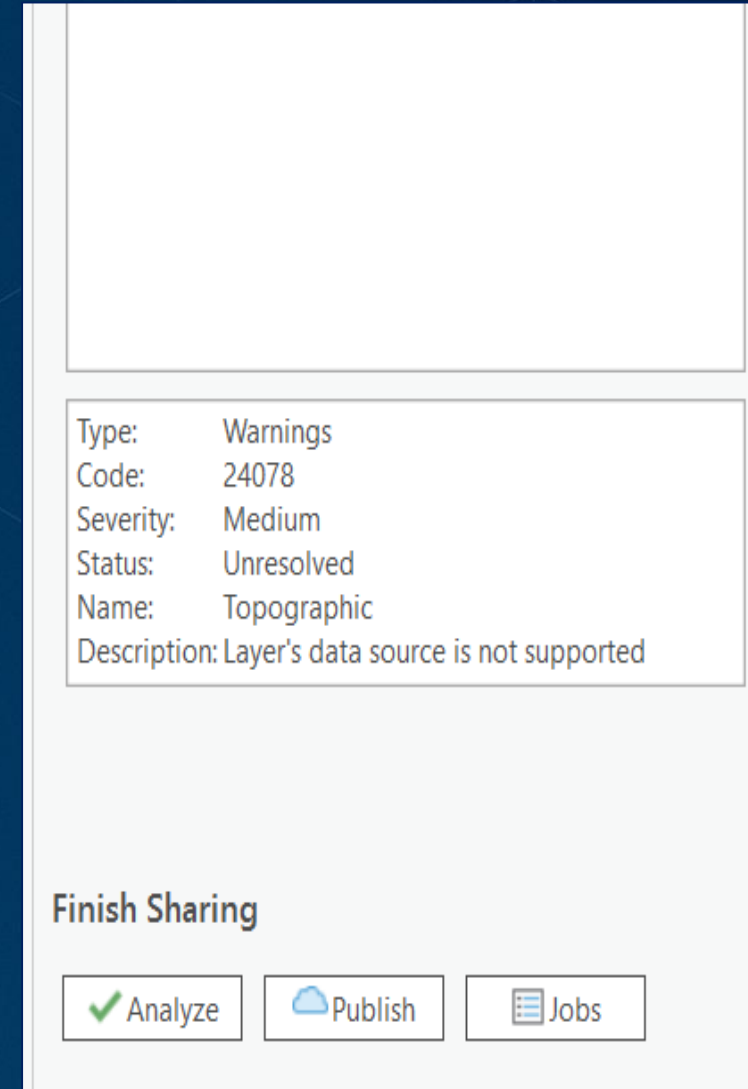 Type: Warnings
Code: 24078
Severity: Medium
Status: Unresolved
Name: Topographic
Description: Layer's data source is not supported
Finish Sharing
Analyze Publish Jobs